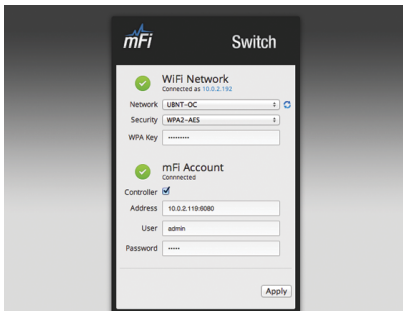 mFi Switch
WiFi Network
Connected as 10.0.2.192
Network UBNT-OC
Security WPA2-AES
WPA Key •••••••••
mFi Account
Connnected
Controller
Address 10.0.2.119:6080
User admin
Password •••••
Apply